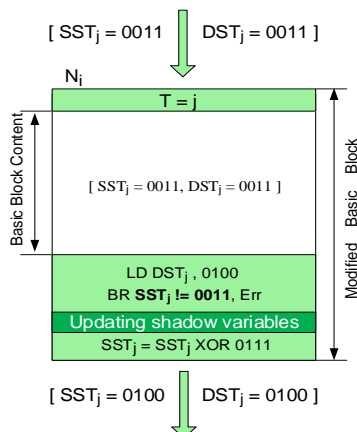 [ SSTj = 0011    DSTj = 0011 ]
Ni
T = j
Basic Block Content
[ SSTj = 0011, DSTj = 0011 ]
Modified Basic Block
LD DSTj , 0100
BR SSTj != 0011, Err
Updating shadow variables
SSTj = SSTj XOR 0111
[ SSTj = 0100    DSTj = 0100 ]